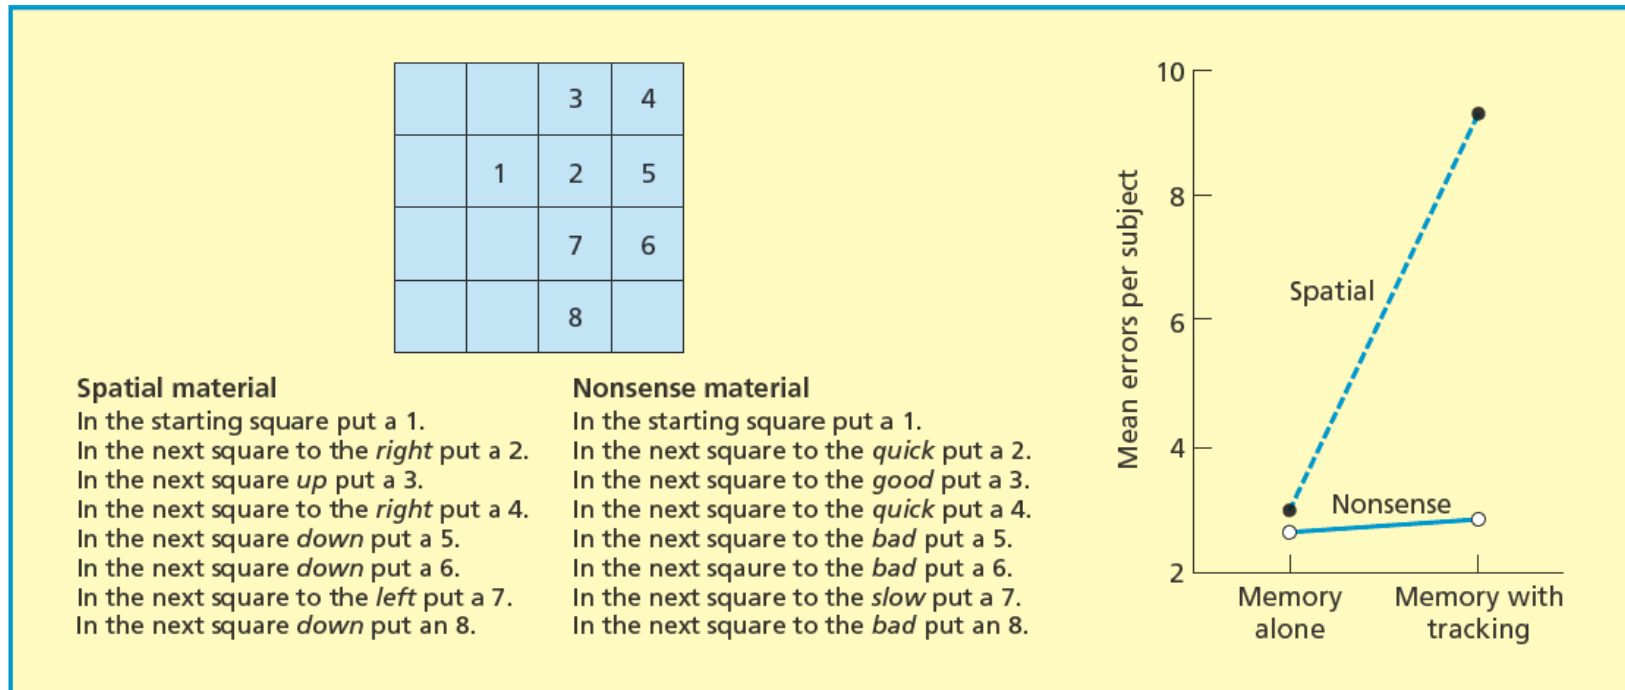 3 4
1 2 5
7 6
8
Spatial material
In the starting square put a 1.
In the next square to the right put a 2.
In the next square up put a 3.
In the next square to the right put a 4.
In the next square down put a 5.
In the next square down put a 6.
In the next square to the left put a 7.
In the next square down put an 8.
Nonsense material
In the starting square put a 1.
In the next square to the quick put a 2.
In the next square to the good put a 3.
In the next square to the quick put a 4.
In the next square to the bad put a 5.
In the next sqaure to the bad put a 6.
In the next square to the slow put a 7.
In the next square to the bad put an 8.
Mean errors per subject
10
8
6
4
2
Spatial
Nonsense
Memory
alone
Memory with
tracking